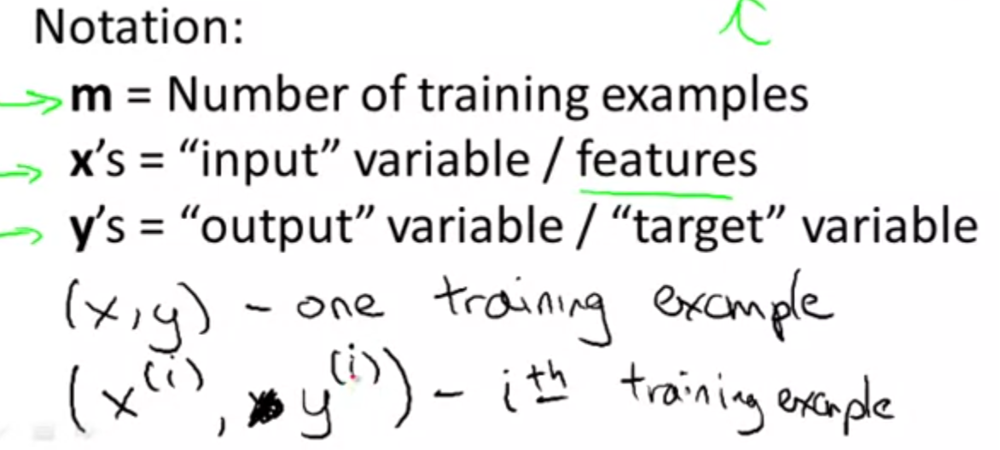 Notation:
m = Number of training examples
x's = “input” variable / features
y's = “output” variable / “target” variable
(x,y) - one training example
(x^(i), y^(i)) - i^th training example